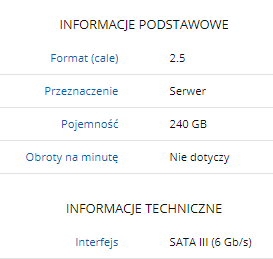 INFORMACJE PODSTAWOWE
Format (cale) 2.5
Przeznaczenie Serwer
Pojemność 240 GB
Obroty na minutę Nie dotyczy
INFORMACJE TECHNICZNE
Interfejs SATA III (6 Gb/s)